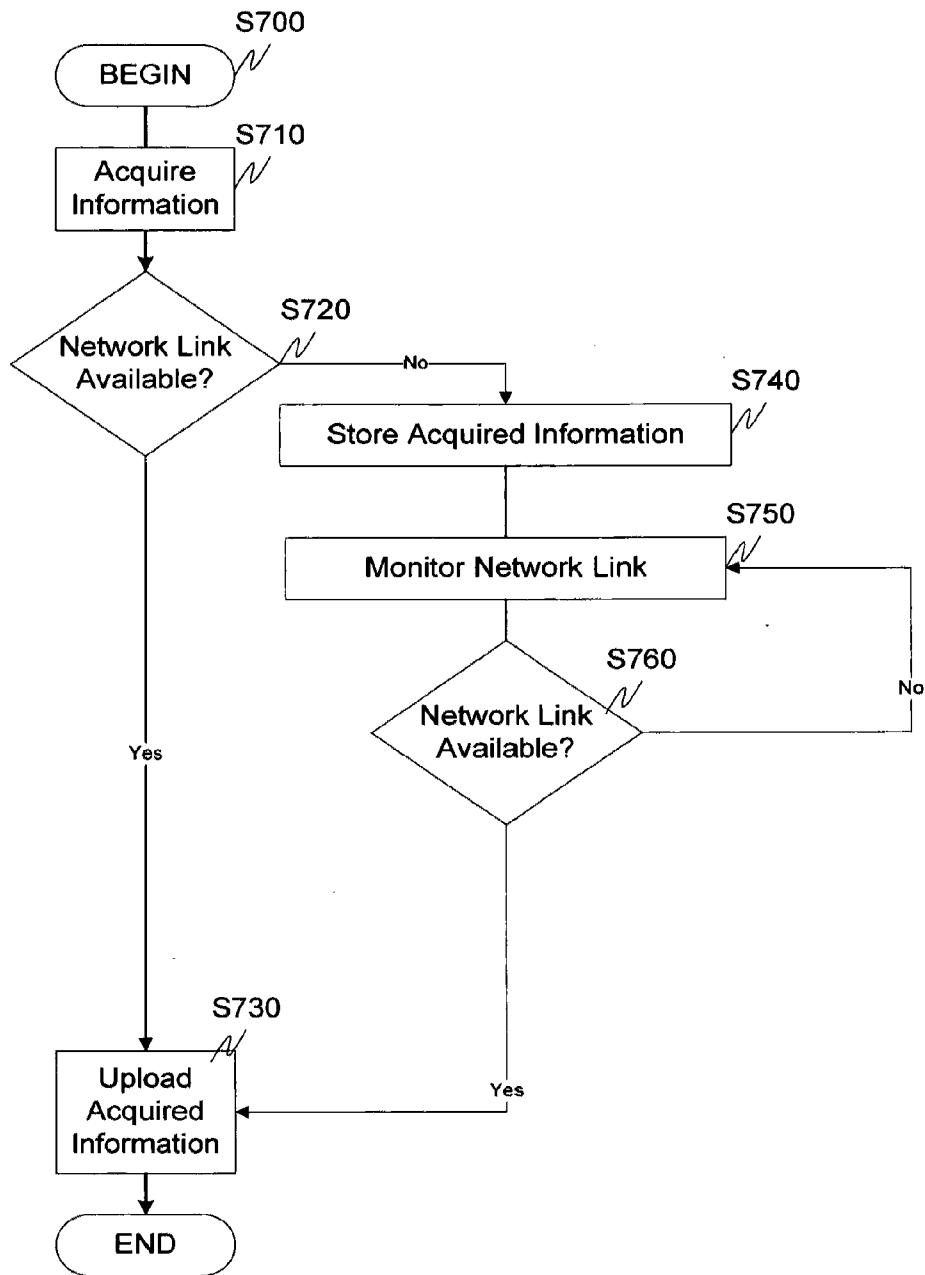 S700
BEGIN
S710
Acquire
Information
S720
Network Link
Available?
No
S740
Store Acquired Information
S750
Monitor Network Link
S760
Network Link
Available?
No
Yes
S730
Upload
Acquired
Information
Yes
END